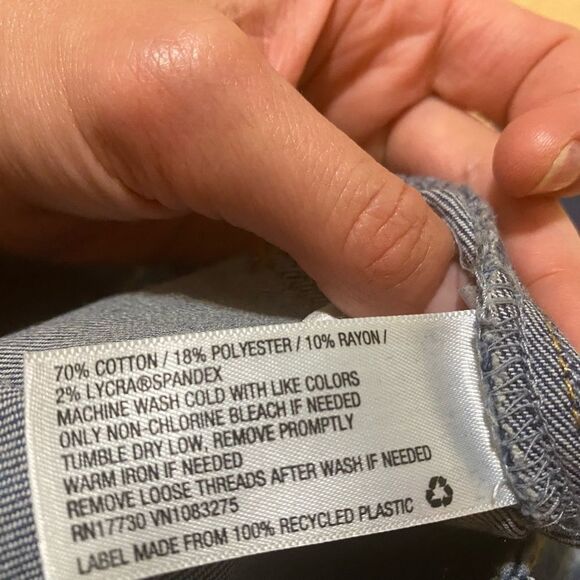 70% COTTON / 18% POLYESTER / 10% RAYON /
2% LYCRA®SPANDEX
MACHINE WASH COLD WITH LIKE COLORS
ONLY NON-CHLORINE BLEACH IF NEEDED
TUMBLE DRY LOW, REMOVE PROMPTLY
WARM IRON IF NEEDED
REMOVE LOOSE THREADS AFTER WASH IF NEEDED
RN17730 VN1083275
LABEL MADE FROM 100% RECYCLED PLASTIC